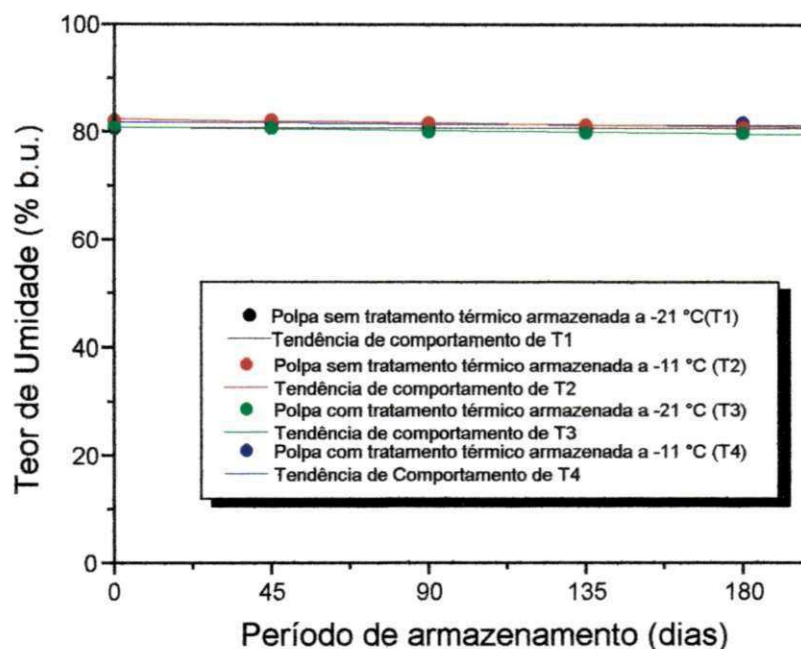 100
80
60
40
20
0
Teor de Umidade (% b.u.)
Polpa sem tratamento térmico armazenada a -21 °C(T1)
Tendência de comportamento de T1
Polpa sem tratamento térmico armazenada a -11 °C (T2)
Tendência de comportamento de T2
Polpa com tratamento térmico armazenada a -21 °C (T3)
Tendência de comportamento de T3
Polpa com tratamento térmico armazenada a -11 °C (T4)
Tendência de Comportamento de T4
0 45 90 135 180
Período de armazenamento (dias)